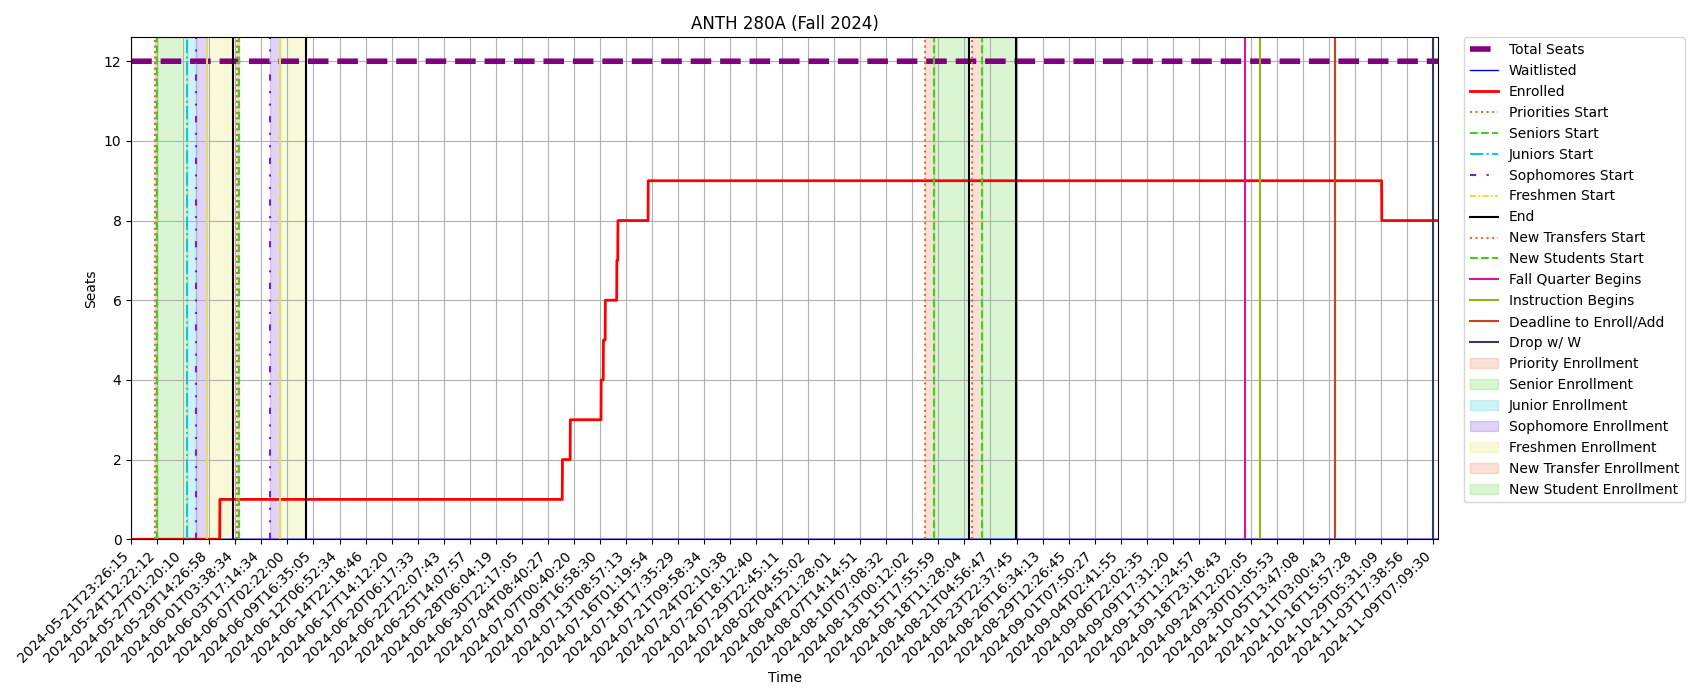 ANTH 280A (Fall 2024)
Seats
12
10
8
6
4
2
0
2024-05-21T23:26:15
2024-05-24T12:22:12
2024-05-27T01:20:10
2024-05-29T14:26:58
2024-06-01T03:38:34
2024-06-03T17:14:34
2024-06-07T02:22:00
2024-06-09T16:35:05
2024-06-12T06:52:34
2024-06-14T22:18:46
2024-06-17T14:12:20
2024-06-20T06:17:33
2024-06-22T22:07:43
2024-06-25T14:07:57
2024-06-28T06:04:19
2024-06-30T22:17:05
2024-07-04T08:40:27
2024-07-07T00:40:20
2024-07-09T16:58:30
2024-07-13T08:57:13
2024-07-16T01:19:54
2024-07-18T17:35:29
2024-07-21T09:58:34
2024-07-24T02:10:38
2024-07-26T18:12:40
2024-07-29T22:45:11
2024-08-02T04:55:02
2024-08-04T21:28:01
2024-08-07T14:14:51
2024-08-10T07:08:32
2024-08-13T00:12:02
2024-08-15T17:55:59
2024-08-18T11:28:04
2024-08-21T04:56:47
2024-08-23T22:37:45
2024-08-26T16:34:13
2024-08-29T12:26:45
2024-09-01T07:50:27
2024-09-04T02:41:55
2024-09-06T22:02:35
2024-09-09T17:31:20
2024-09-13T11:24:57
2024-09-18T23:18:43
2024-09-24T12:02:05
2024-09-30T01:05:53
2024-10-05T13:47:08
2024-10-11T03:00:43
2024-10-16T15:57:28
2024-10-29T05:31:09
2024-11-03T17:38:56
2024-11-09T07:09:30
Time
Total Seats
Waitlisted
Enrolled
Priorities Start
Seniors Start
Juniors Start
Sophomores Start
Freshmen Start
End
New Transfers Start
New Students Start
Fall Quarter Begins
Instruction Begins
Deadline to Enroll/Add
Drop w/ W
Priority Enrollment
Senior Enrollment
Junior Enrollment
Sophomore Enrollment
Freshmen Enrollment
New Transfer Enrollment
New Student Enrollment